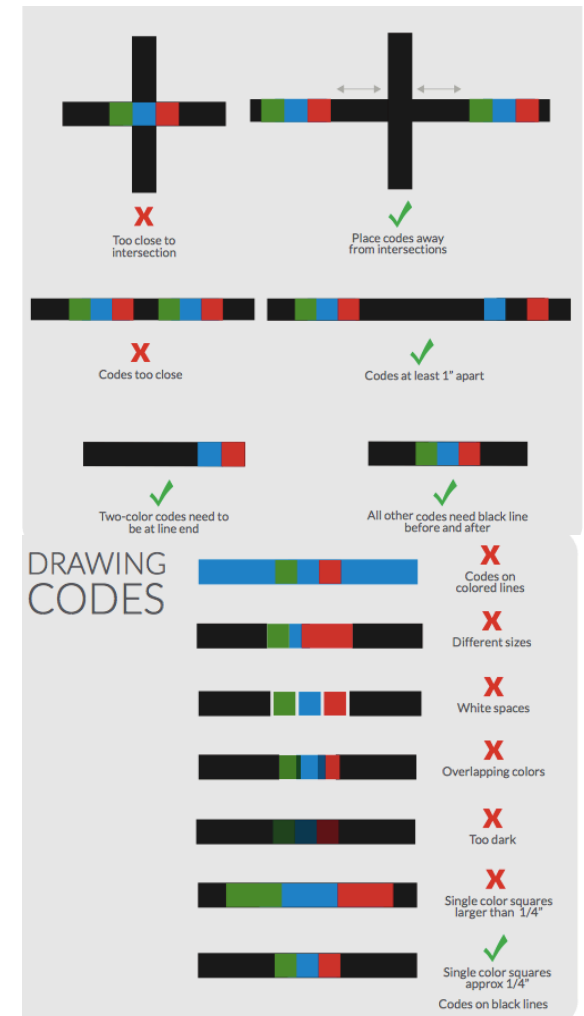 Too close to
intersection
Place codes away
from intersections
Codes too close
Codes at least 1” apart
Two-color codes need to
be at line end
All other codes need black line
before and after
DRAWING
CODES
Codes on
colored lines
Different sizes
White spaces
Overlapping colors
Too dark
Single color squares
larger than 1/4”
Single color squares
approx 1/4”
Codes on black lines